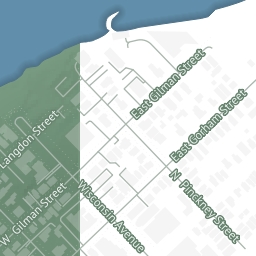 East Gilman Street
East Gorham Street
Langdon Street
N Pinckney Street
Wisconsin Avenue
W Gilman Street